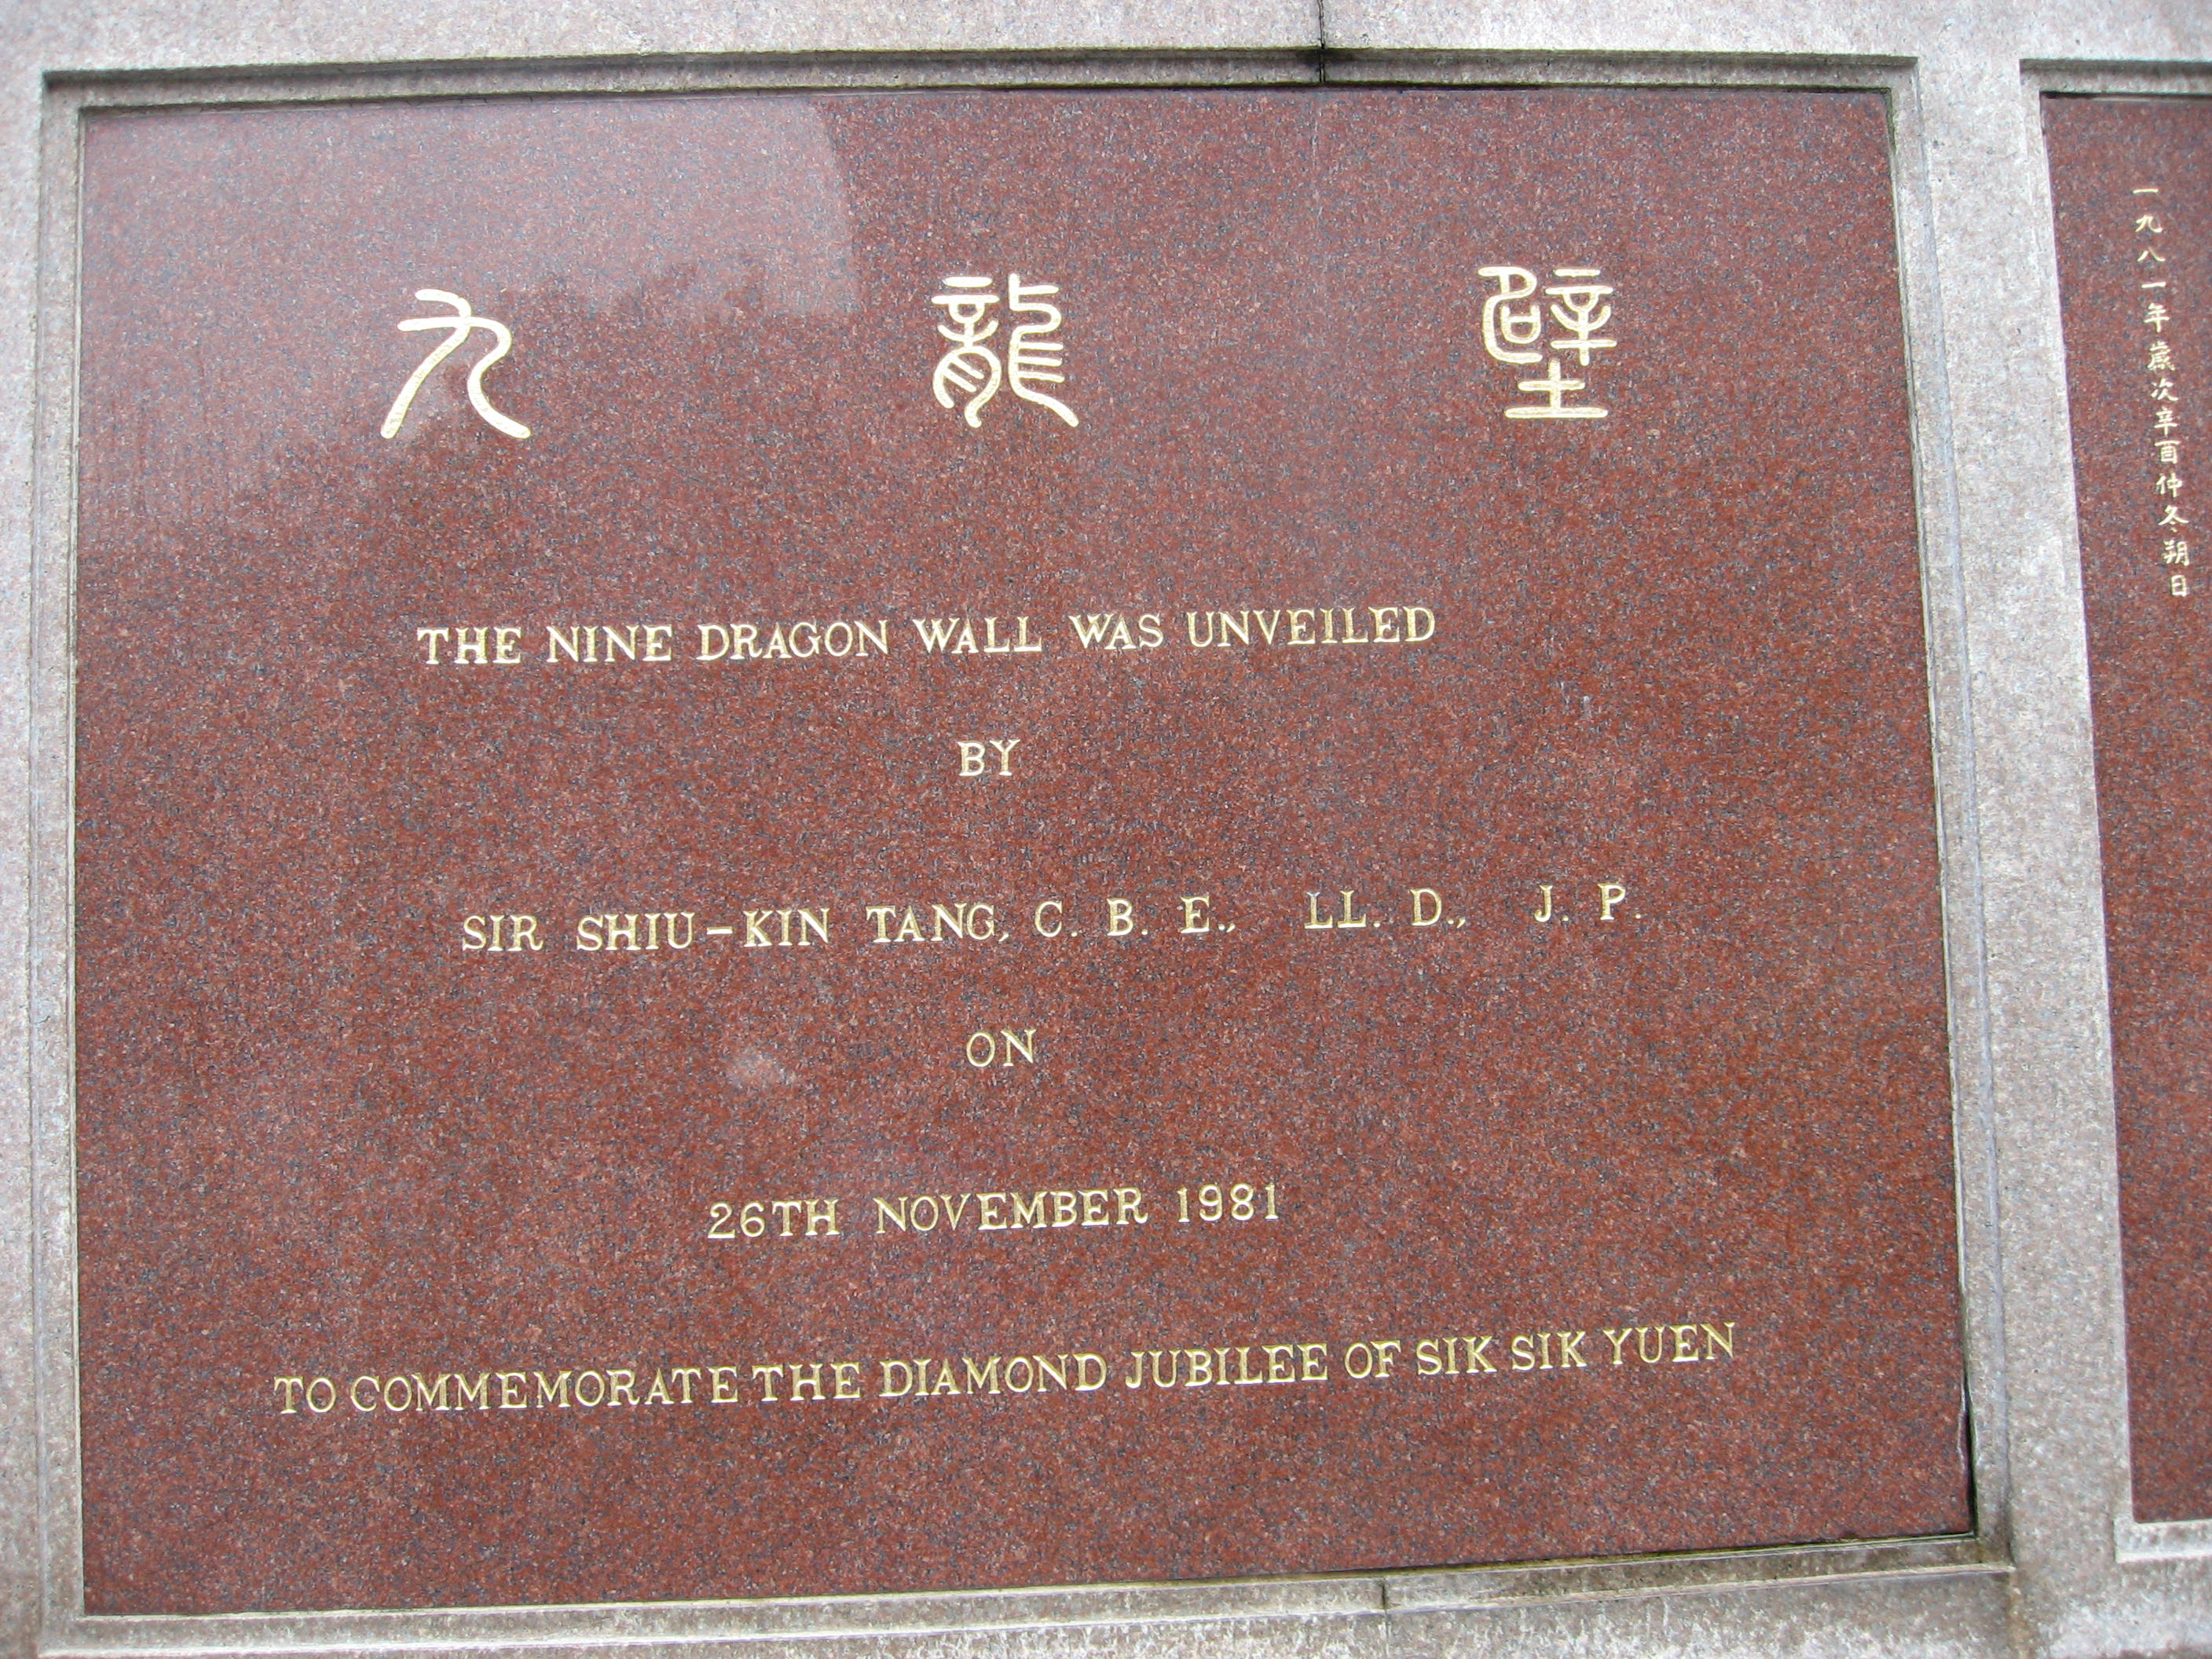 九龍壁
THE NINE DRAGON WALL WAS UNVEILED
BY
SIR SHIU-KIN TANG, C. B. E., LL. D., J. P.
ON
26TH NOVEMBER 1981
TO COMMEMORATE THE DIAMOND JUBILEE OF SIK SIK YUEN
一九八一年歲次辛酉仲冬朔日